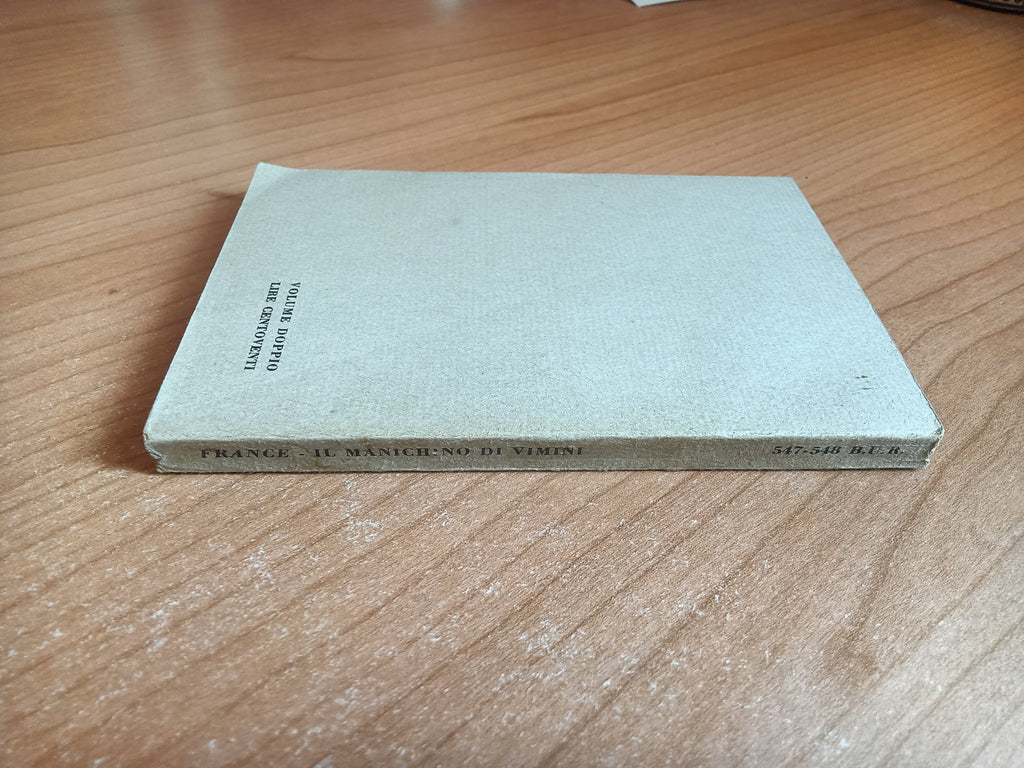 VOLUME DOPPIO
LIRE CENTOVENTI
FRANCE - IL MANICHINO DI VIMINI
547-548 B.U.R.